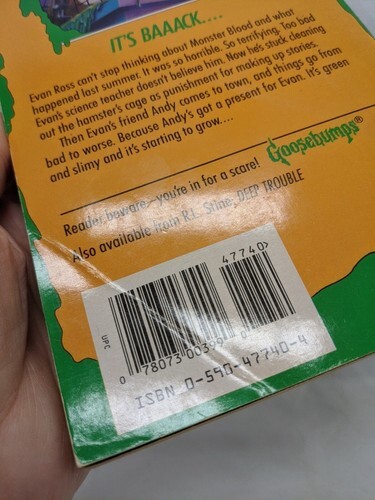 IT'S BAAACK....
Evan Ross can't stop thinking about Monster Blood and what
happened last summer. It was so horrible. So terrifying. Too bad
Evan's science teacher doesn't believe him. Now he's stuck cleaning
out the hamster's cage as punishment for making up stories.
Then Evan's friend Andy comes to town, and things go from
bad to worse. Because Andy's got a present for Evan. It's green
and slimy and it's starting to grow....
Goosebumps®
Reader beware—you're in for a scare!
Also available from R.L. Stine: DEEP TROUBLE
47740>
UPC
0 78073 00399
ISBN 0-590-47740-4